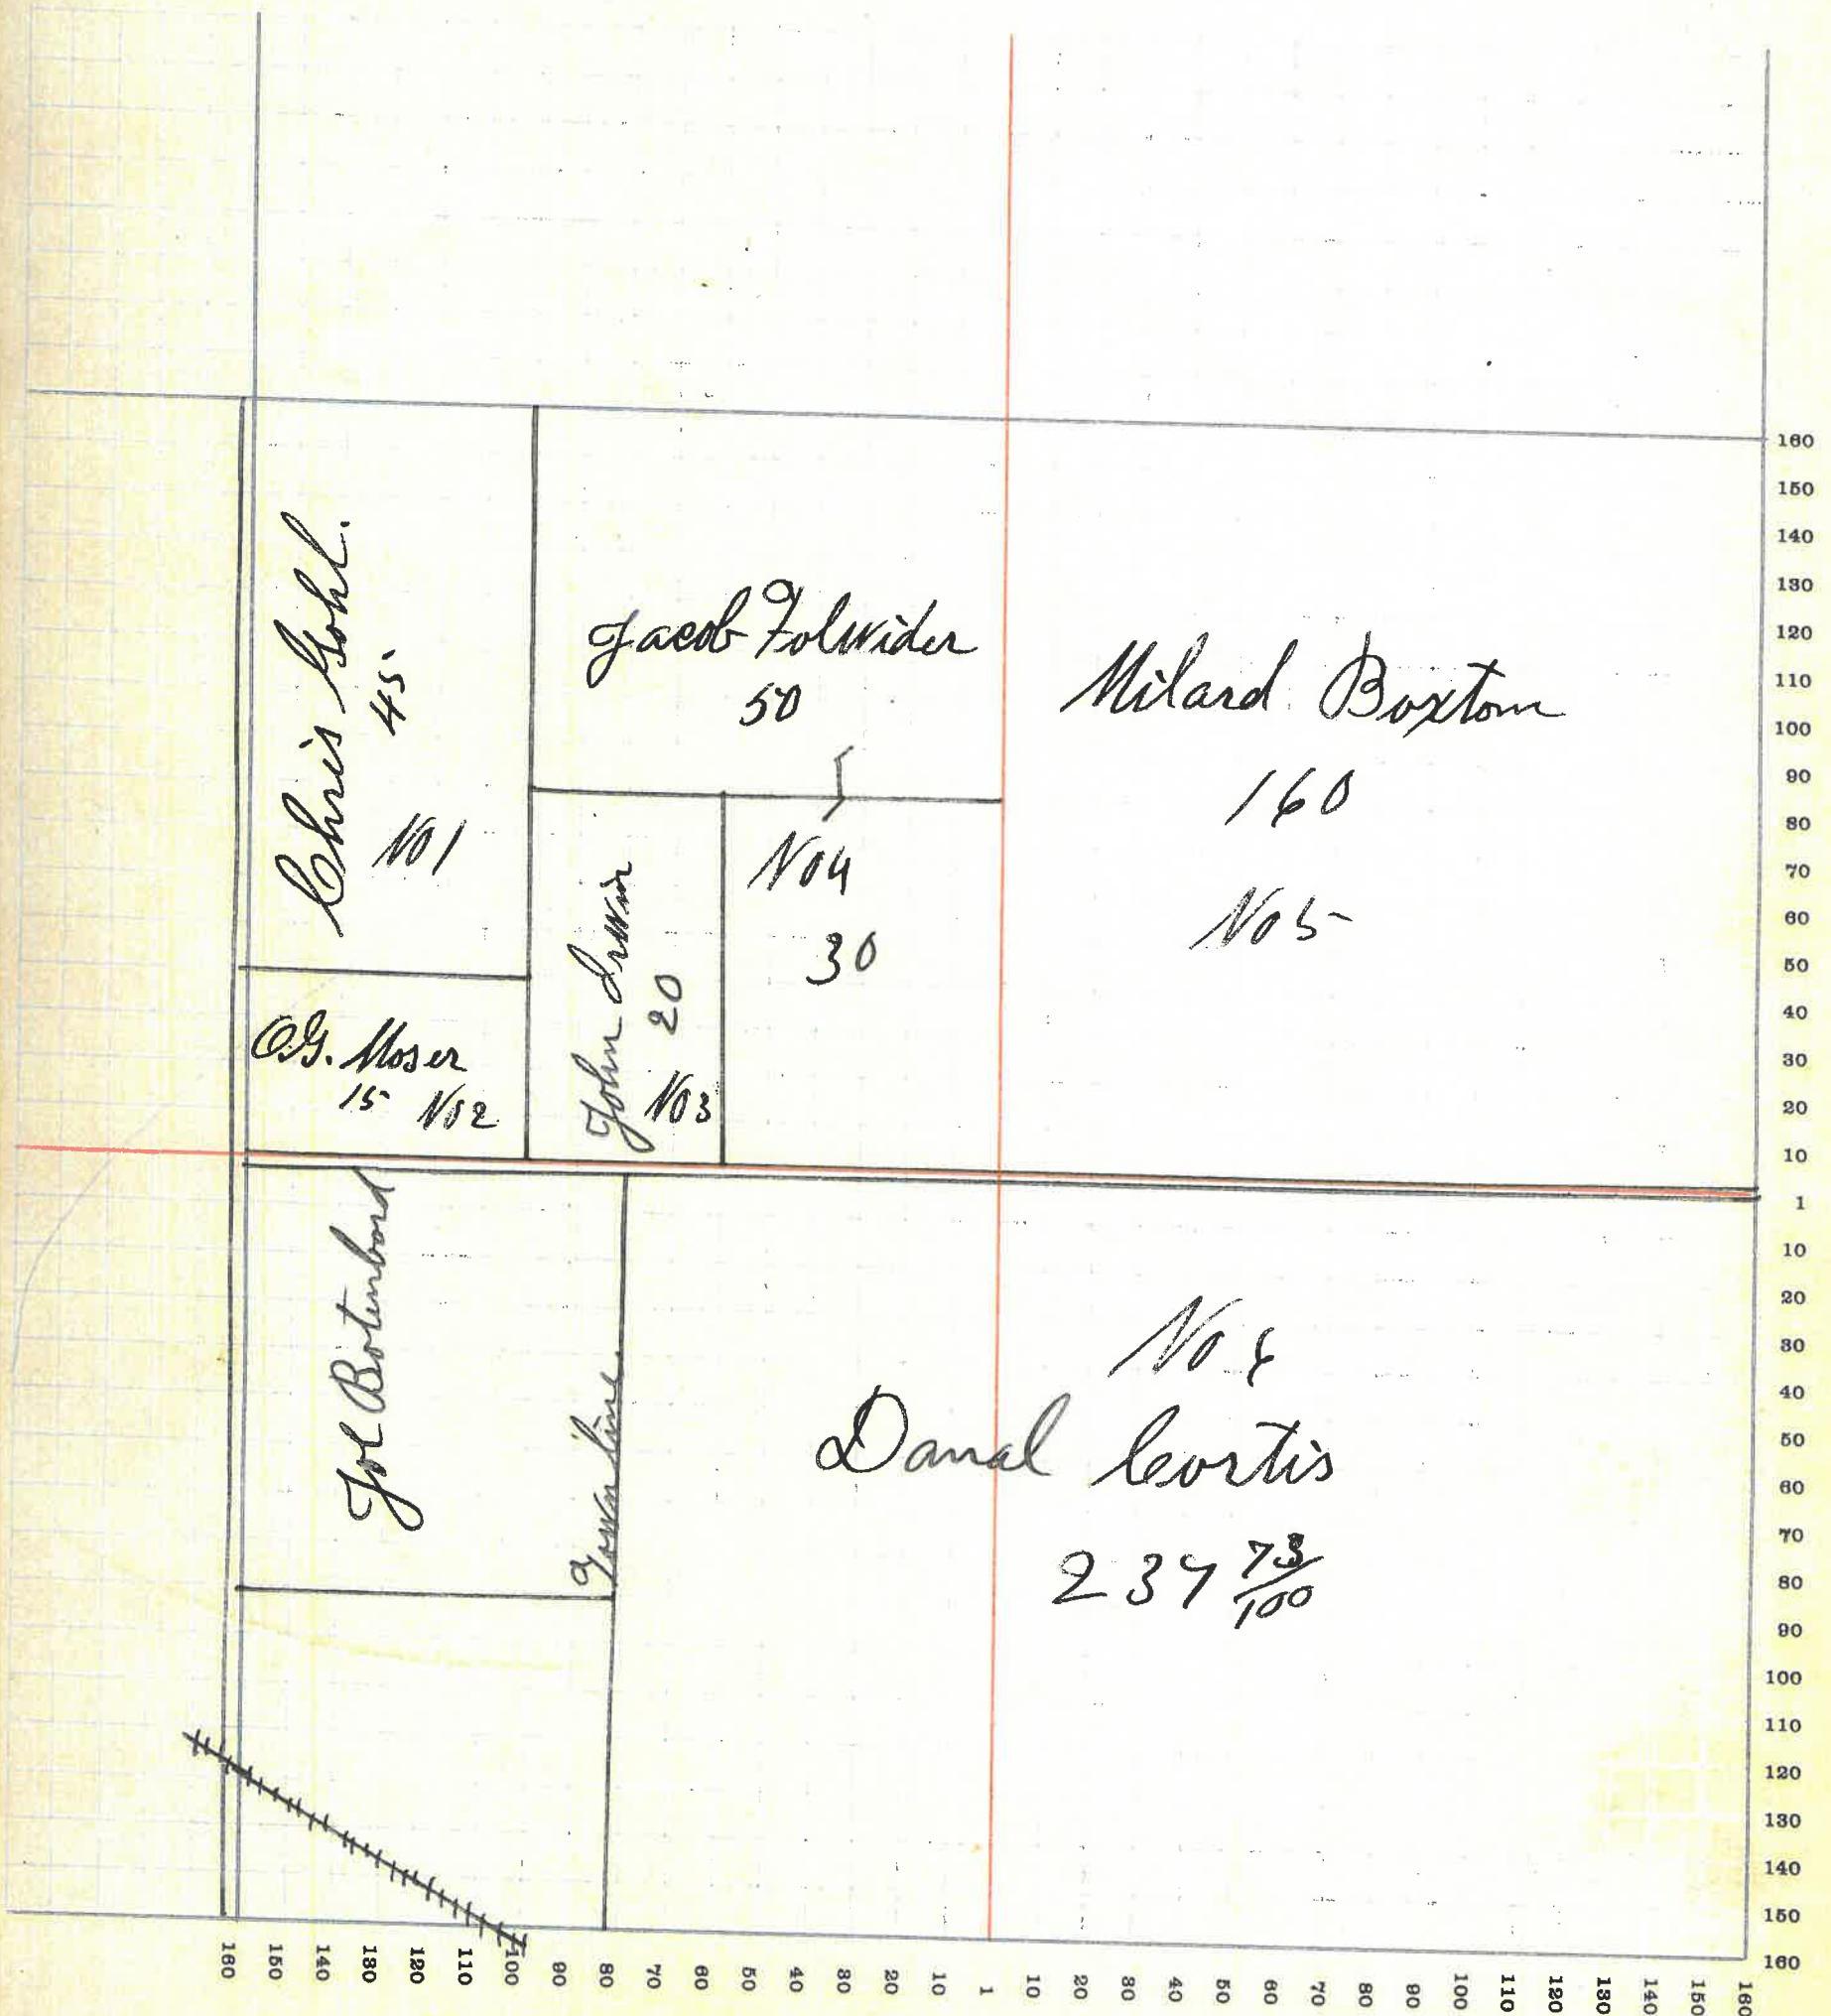 Chris Gohl.
45
No 1
Jacob Folwider
50
Milard Boxtom
160
No 5
No 4
30
John Irwin
20
No 3
O.G. Moser
15 No 2
Joe Botenbord
Town line
No 6
Danal Cortis
237 73/100
160
150
140
130
120
110
100
90
80
70
60
50
40
30
20
10
1
10
20
30
40
50
60
70
80
90
100
110
120
130
140
150
160
160 150 140 130 120 110 100 90 80 70 60 50 40 30 20 10 1 10 20 30 40 50 60 70 80 90 100 110 120 130 140 150 160